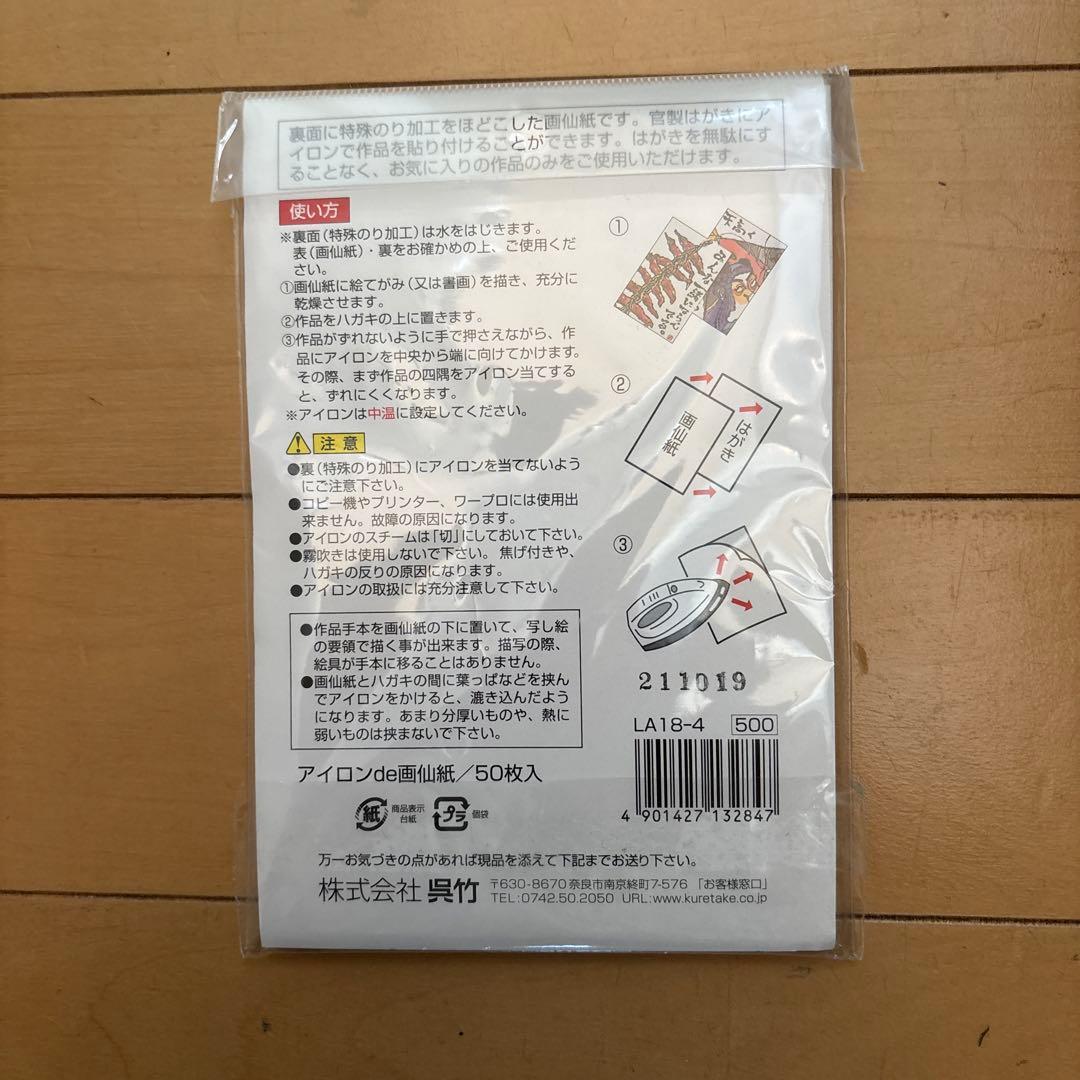 裏面に特殊のり加工をほどこした画仙紙です。官製はがきにア
イロンで作品を貼り付けることができます。はがきを無駄にす
ることなく、お気に入りの作品のみをご使用いただけます。
使い方
※裏面(特殊のり加工)は水をはじきます。
表(画仙紙)・裏をお確かめの上、ご使用くだ
さい。
①画仙紙に絵てがみ(又は書画)を描き、充分に
乾燥させます。
②作品をハガキの上に置きます。
③作品がずれないように手で押さえながら、作
品にアイロンを中央から端に向けてかけます。
その際、まず作品の四隅をアイロン当てする
と、ずれにくくなります。
※アイロンは中温に設定してください。
注意
●裏(特殊のり加工)にアイロンを当てないよう
にご注意下さい。
●コピー機やプリンター、ワープロには使用出
来ません。故障の原因になります。
●アイロンのスチームは「切」にしておいて下さい。
●霧吹きは使用しないで下さい。焦げ付きや、
ハガキの反りの原因になります。
●アイロンの取扱には充分注意して下さい。
●作品手本を画仙紙の下に置いて、写し絵
の要領で描く事が出来ます。描写の際、
絵具が手本に移ることはありません。
●画仙紙とハガキの間に葉っぱなどを挟ん
でアイロンをかけると、漉き込んだよう
になります。あまり分厚いものや、熱に
弱いものは挟まないで下さい。
①
②
画仙紙
はがき
③
211019
LA18-4 500
4 901427 132847
アイロンde画仙紙/50枚入
紙 商品表示
台紙
プラ 個袋
万一お気づきの点があれば現品を添えて下記までお送り下さい。
株式会社 呉竹
〒630-8670 奈良市南京終町7-576 「お客様窓口」
TEL:0742.50.2050 URL:www.kuretake.co.jp